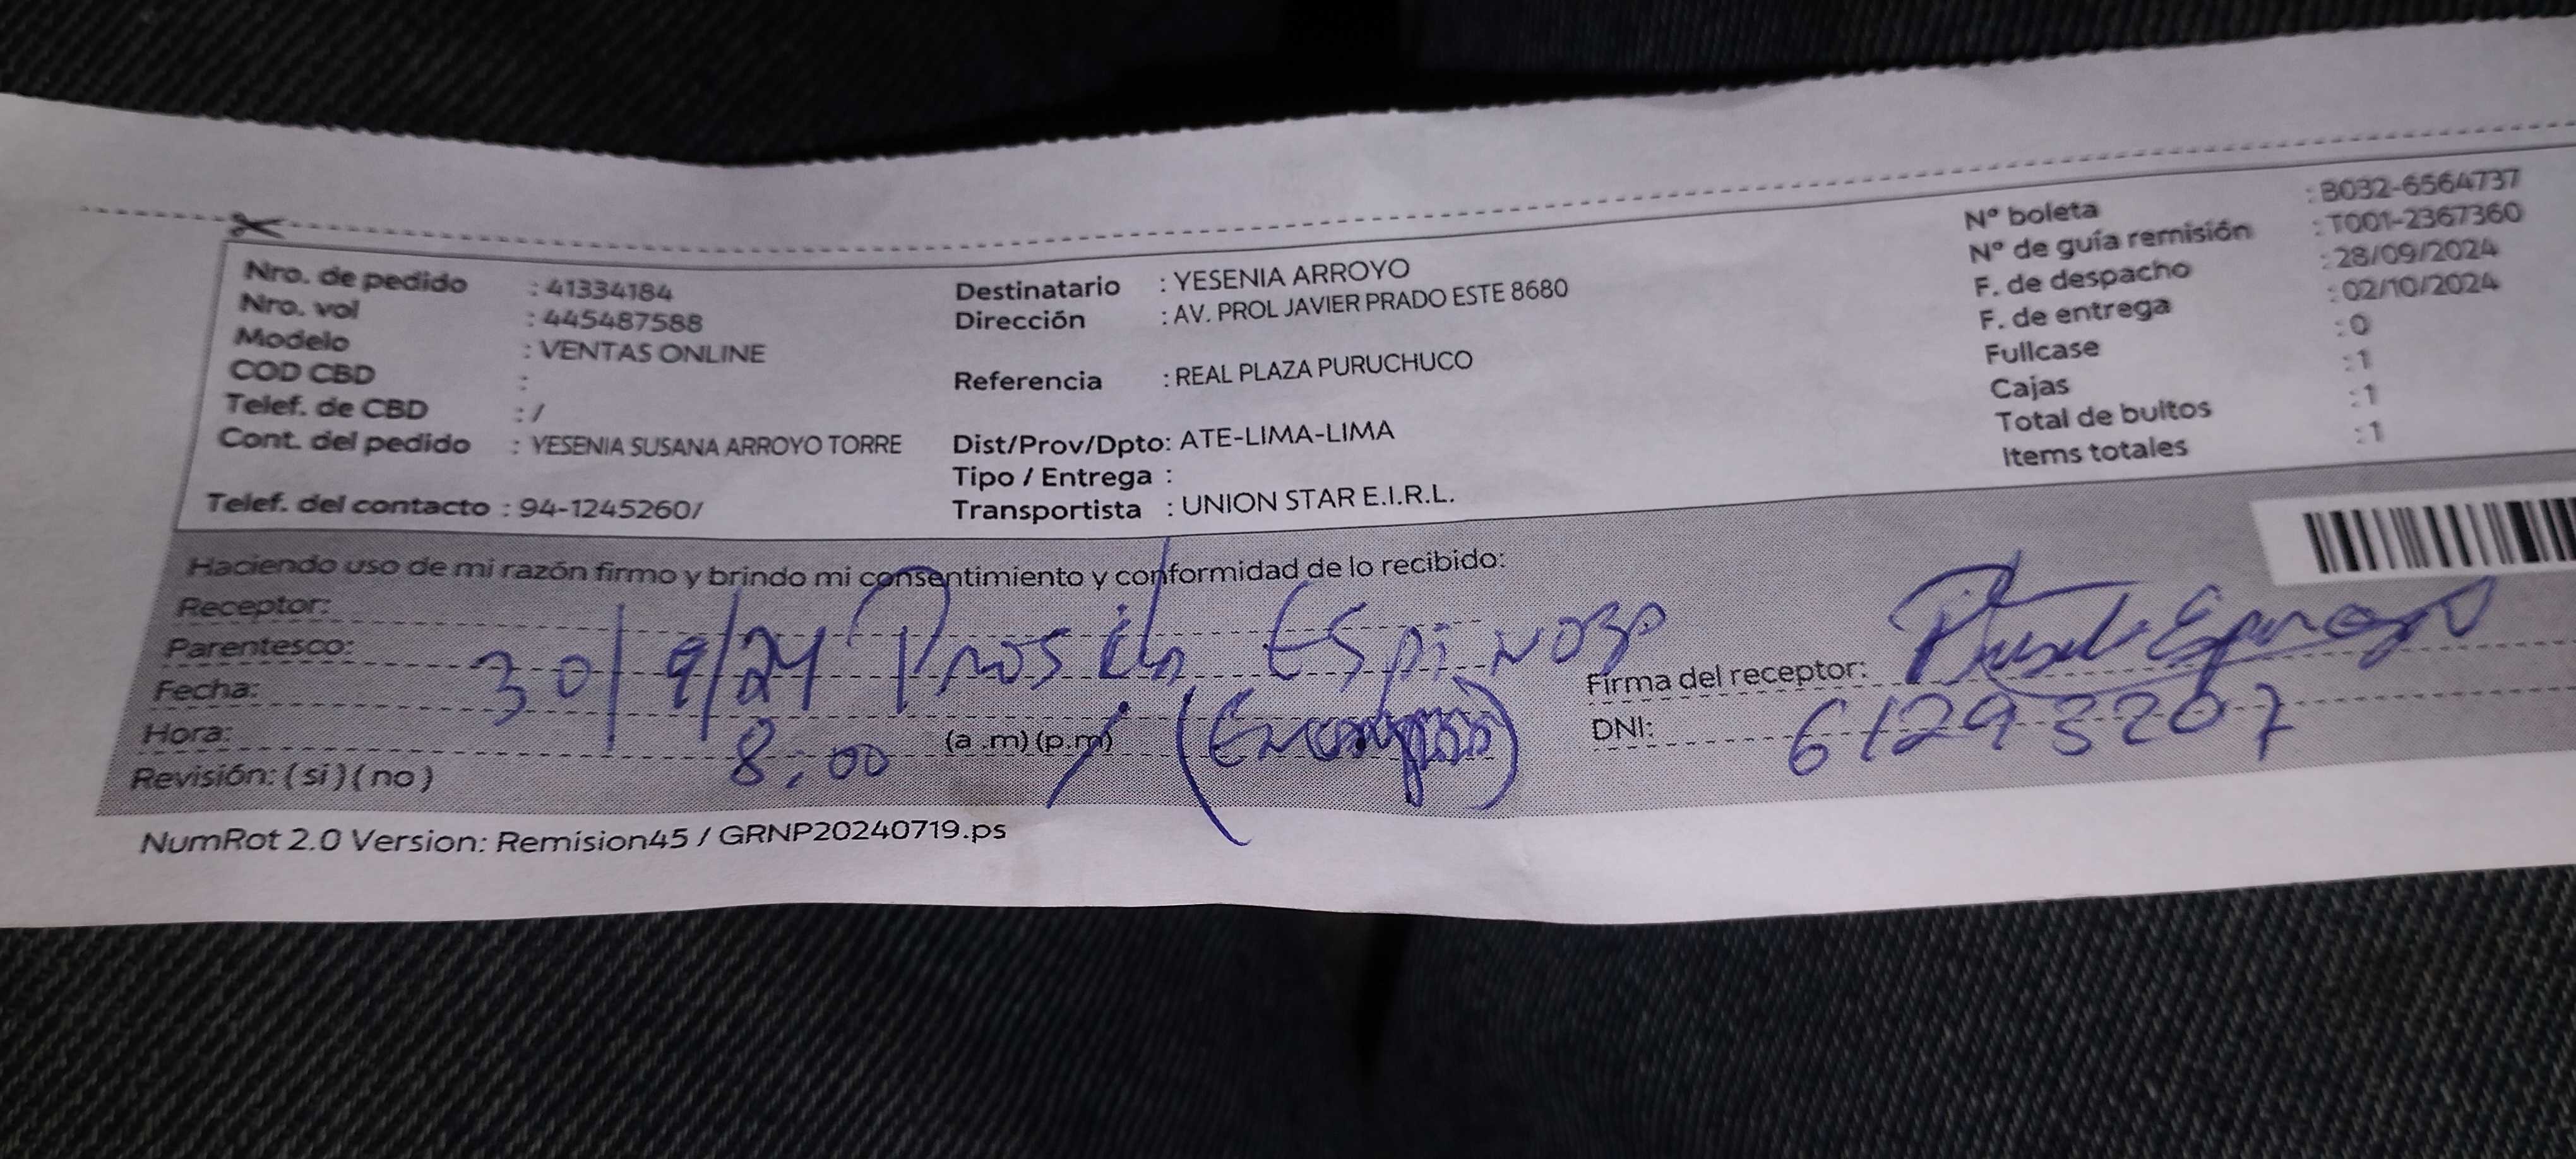 Nro. de pedido : 41334184
Nro. vol : 445487588
Modelo : VENTAS ONLINE
COD CBD :
Telef. de CBD : /
Cont. del pedido : YESENIA SUSANA ARROYO TORRE
Telef. del contacto : 94-1245260/
Destinatario : YESENIA ARROYO
Dirección : AV. PROL JAVIER PRADO ESTE 8680
Referencia : REAL PLAZA PURUCHUCO
Dist/Prov/Dpto: ATE-LIMA-LIMA
Tipo / Entrega :
Transportista : UNION STAR E.I.R.L.
N° boleta : B032-6564737
N° de guía remisión : T001-2367360
F. de despacho : 28/09/2024
F. de entrega : 02/10/2024
Fullcase : 0
Cajas : 1
Total de bultos : 1
Items totales : 1
Haciendo uso de mi razón firmo y brindo mi consentimiento y conformidad de lo recibido:
Receptor:
Parentesco:
Fecha: 30/9/24 Espinoza
Hora: 8:00 (a .m) (p.m)
Revisión: ( si ) ( no )
Firma del receptor:
DNI: 61293207
NumRot 2.0 Version: Remision45 / GRNP20240719.ps